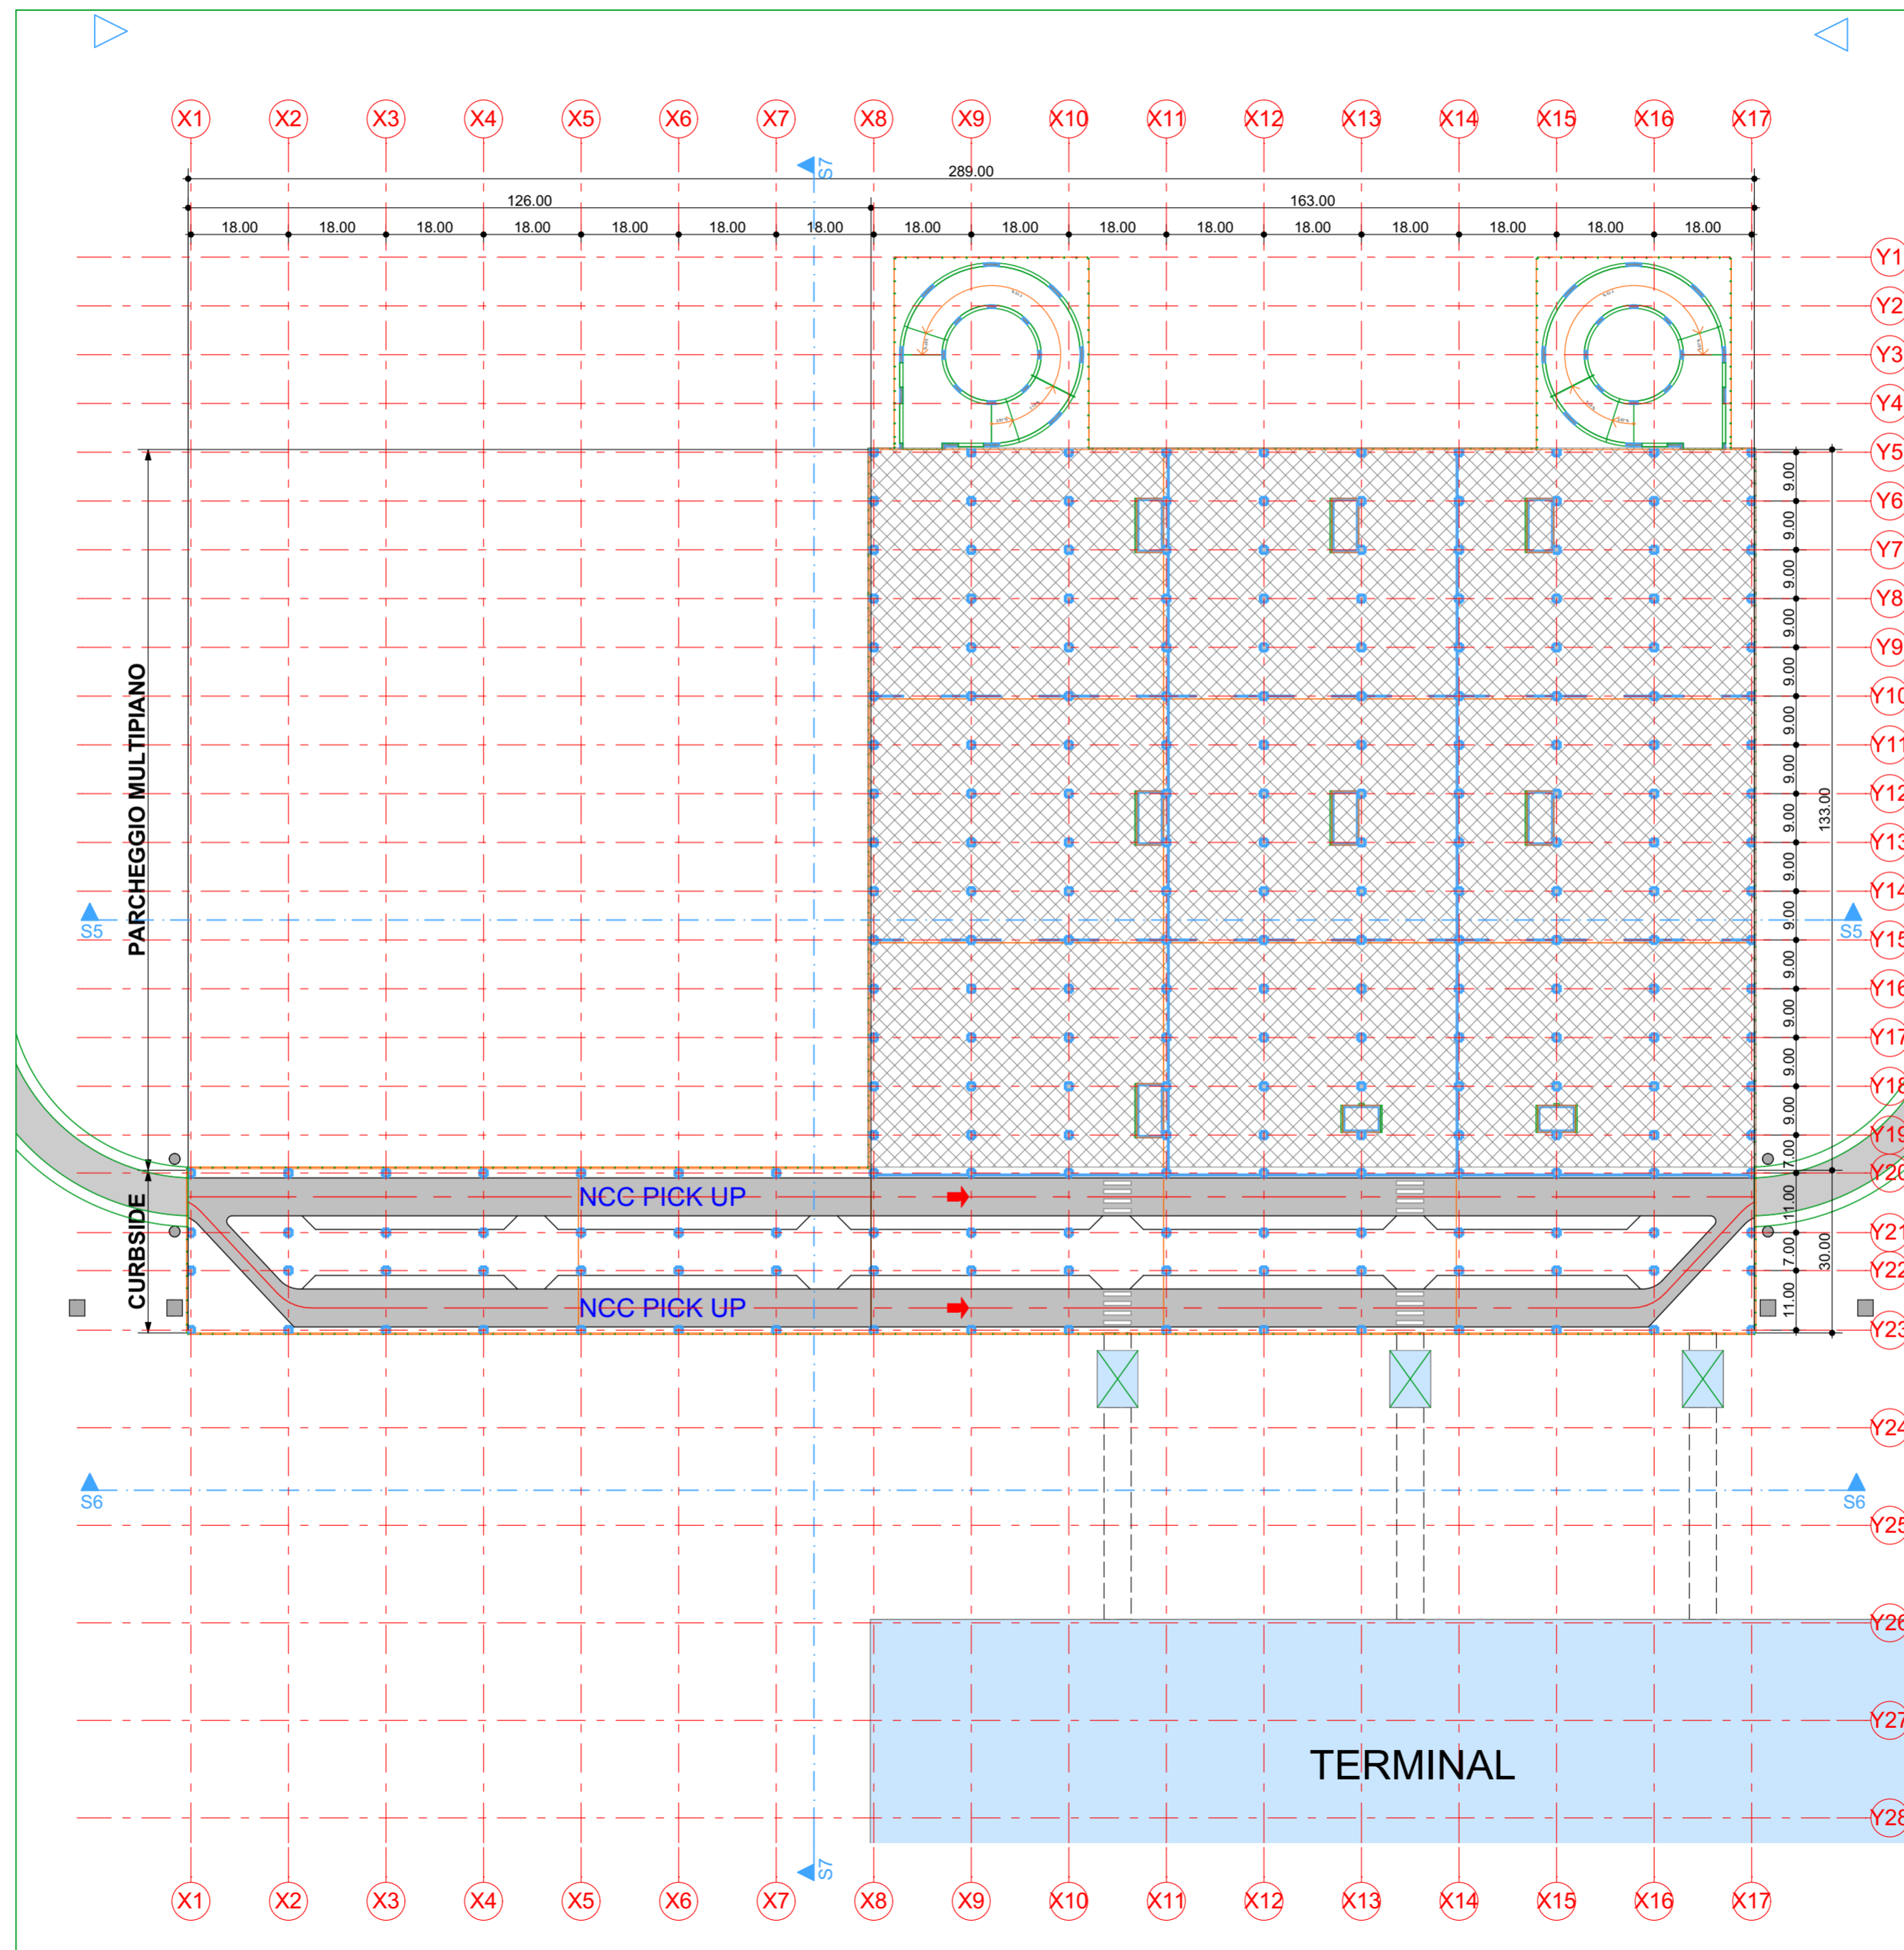 X1 X2 X3 X4 X5 X6 X7 X8 X9 X10 X11 X12 X13 X14 X15 X16 X17
S7
289.00
126.00 163.00
18.00 18.00 18.00 18.00 18.00 18.00 18.00 18.00 18.00 18.00 18.00 18.00 18.00 18.00 18.00 18.00
Y1
Y2
Y3
Y4
Y5
9.00
Y6
9.00
Y7
9.00
Y8
9.00
Y9
9.00
Y10
9.00
Y11
9.00
Y12
9.00
133.00
Y13
9.00
Y14
9.00
Y15
9.00
Y16
9.00
Y17
9.00
Y18
9.00
Y19
7.00
Y20
11.00
Y21
7.00
30.00
Y22
11.00
Y23
PARCHEGGIO MULTIPIANO
CURBSIDE
S5 S5
NCC PICK UP
NCC PICK UP
Y24
S6 S6
Y25
Y26
Y27
TERMINAL
Y28
S7
X1 X2 X3 X4 X5 X6 X7 X8 X9 X10 X11 X12 X13 X14 X15 X16 X17